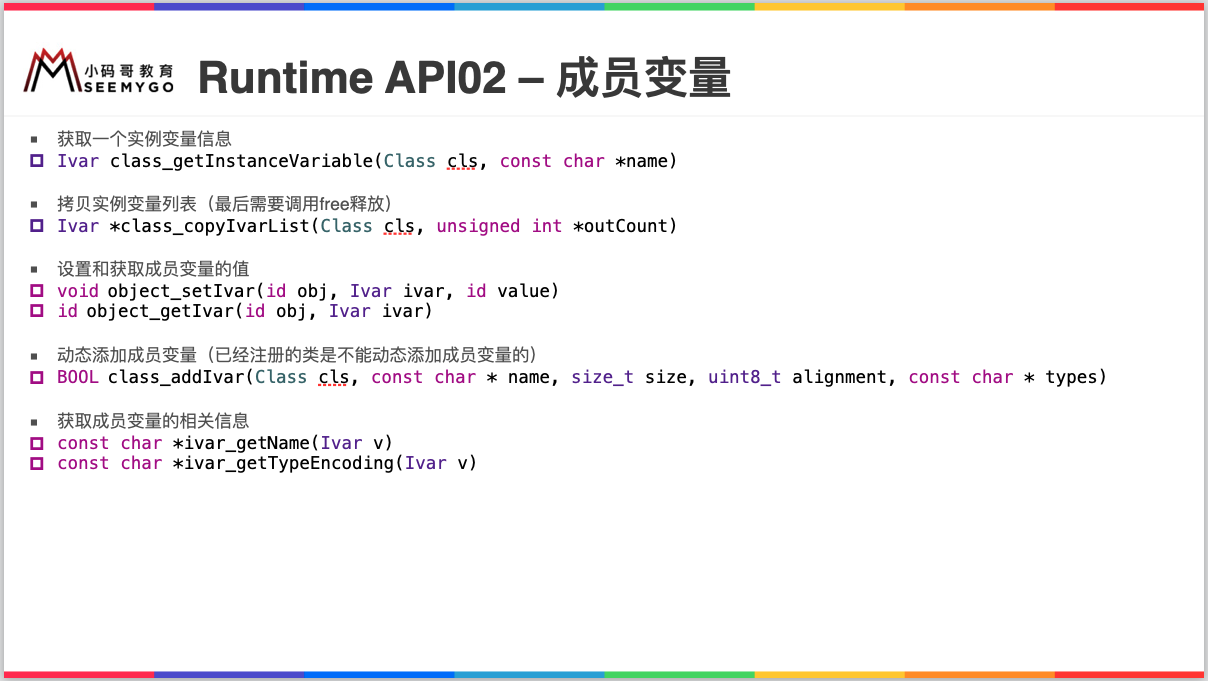 小码哥教育
SEEMYGO
Runtime API02 – 成员变量
获取一个实例变量信息
Ivar class_getInstanceVariable(Class cls, const char *name)
拷贝实例变量列表（最后需要调用free释放）
Ivar *class_copyIvarList(Class cls, unsigned int *outCount)
设置和获取成员变量的值
void object_setIvar(id obj, Ivar ivar, id value)
id object_getIvar(id obj, Ivar ivar)
动态添加成员变量（已经注册的类是不能动态添加成员变量的）
BOOL class_addIvar(Class cls, const char * name, size_t size, uint8_t alignment, const char * types)
获取成员变量的相关信息
const char *ivar_getName(Ivar v)
const char *ivar_getTypeEncoding(Ivar v)